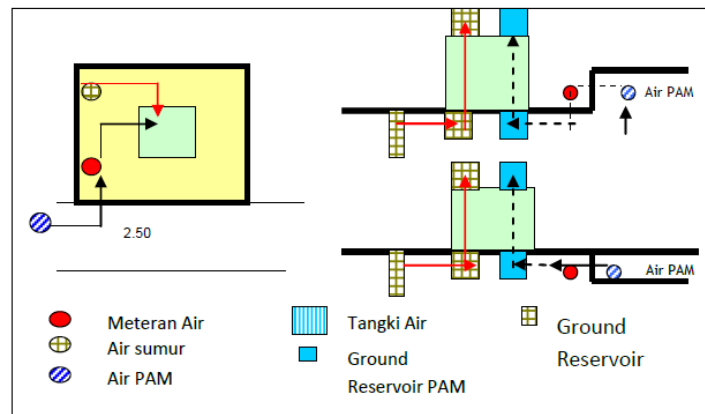 Air PAM
Air PAM
2.50
Meteran Air
Air sumur
Air PAM
Tangki Air
Ground
Reservoir PAM
Ground
Reservoir